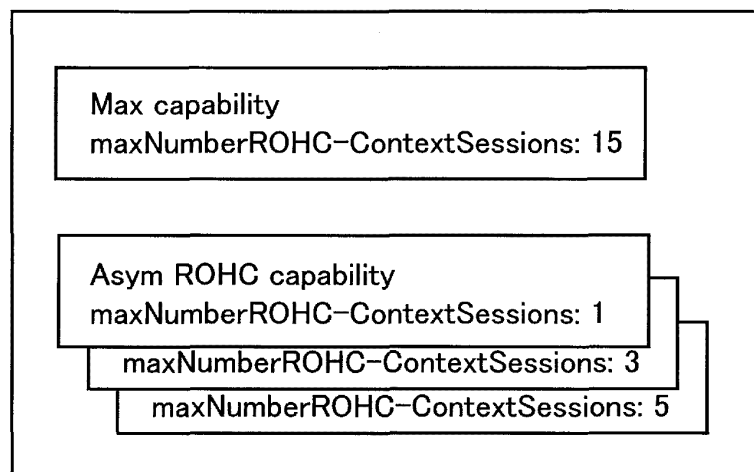 Max capability
maxNumberROHC-ContextSessions: 15
Asym ROHC capability
maxNumberROHC-ContextSessions: 1
maxNumberROHC-ContextSessions: 3
maxNumberROHC-ContextSessions: 5